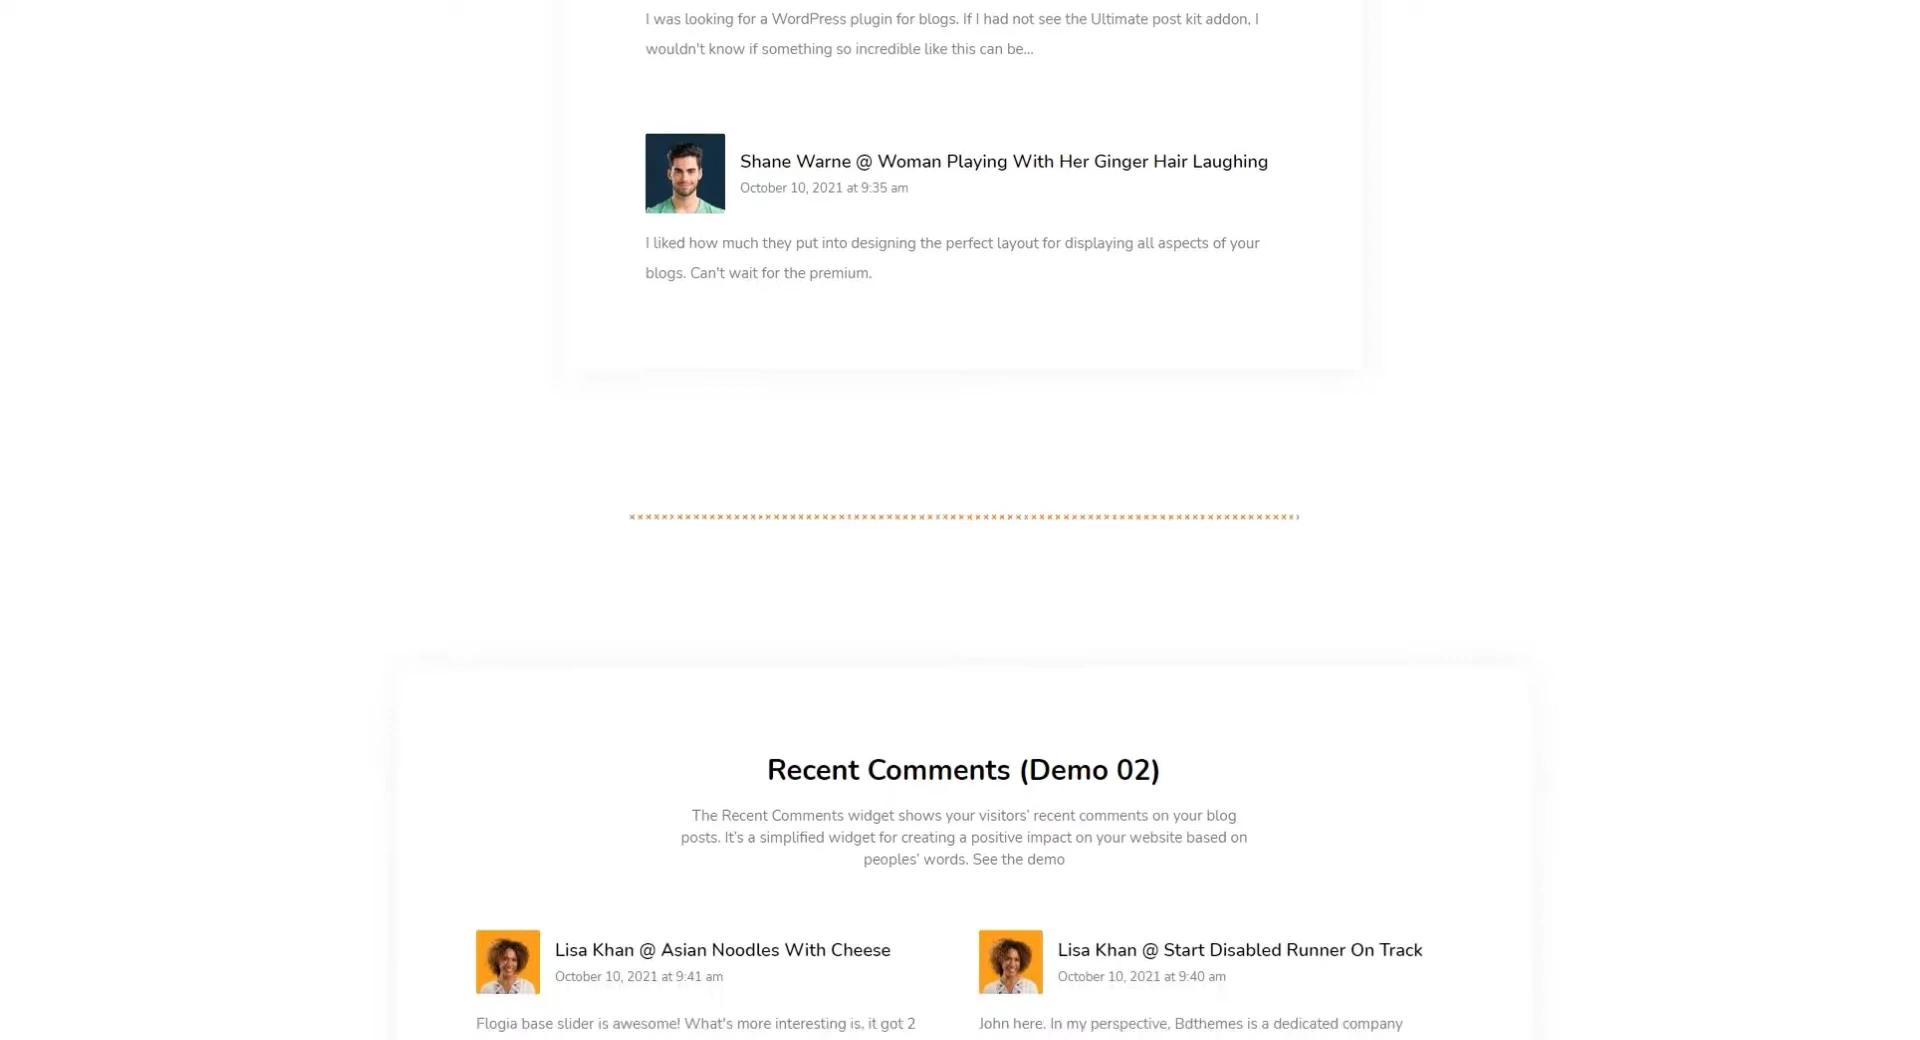 I was looking for a WordPress plugin for blogs. If I had not see the Ultimate post kit addon, I
wouldn't know if something so incredible like this can be...
Shane Warne @ Woman Playing With Her Ginger Hair Laughing
October 10, 2021 at 9:35 am
I liked how much they put into designing the perfect layout for displaying all aspects of your
blogs. Can't wait for the premium.
Recent Comments (Demo 02)
The Recent Comments widget shows your visitors’ recent comments on your blog
posts. It’s a simplified widget for creating a positive impact on your website based on
peoples’ words. See the demo
Lisa Khan @ Asian Noodles With Cheese
October 10, 2021 at 9:41 am
Flogia base slider is awesome! What's more interesting is, it got 2
Lisa Khan @ Start Disabled Runner On Track
October 10, 2021 at 9:40 am
John here. In my perspective, Bdthemes is a dedicated company